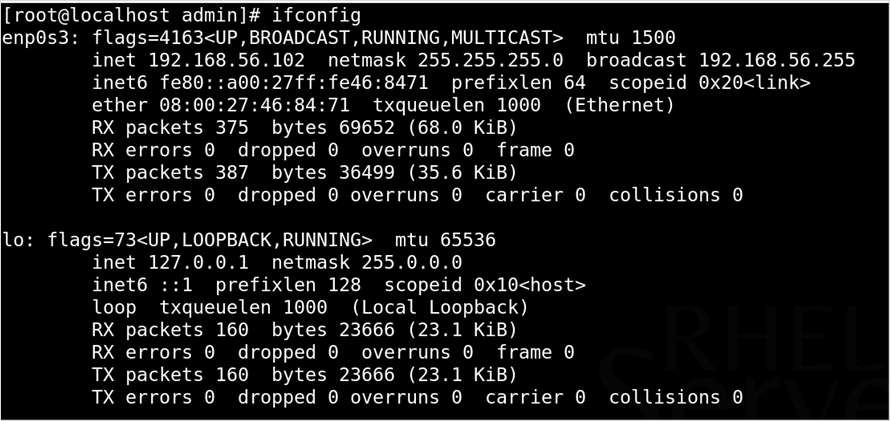 [root@localhost admin]# ifconfig
enp0s3: flags=4163<UP,BROADCAST,RUNNING,MULTICAST>  mtu 1500
        inet 192.168.56.102  netmask 255.255.255.0  broadcast 192.168.56.255
        inet6 fe80::a00:27ff:fe46:8471  prefixlen 64  scopeid 0x20<link>
        ether 08:00:27:46:84:71  txqueuelen 1000  (Ethernet)
        RX packets 375  bytes 69652 (68.0 KiB)
        RX errors 0  dropped 0  overruns 0  frame 0
        TX packets 387  bytes 36499 (35.6 KiB)
        TX errors 0  dropped 0 overruns 0  carrier 0  collisions 0

lo: flags=73<UP,LOOPBACK,RUNNING>  mtu 65536
        inet 127.0.0.1  netmask 255.0.0.0
        inet6 ::1  prefixlen 128  scopeid 0x10<host>
        loop  txqueuelen 1000  (Local Loopback)
        RX packets 160  bytes 23666 (23.1 KiB)
        RX errors 0  dropped 0  overruns 0  frame 0
        TX packets 160  bytes 23666 (23.1 KiB)
        TX errors 0  dropped 0 overruns 0  carrier 0  collisions 0
RHEL
Serve